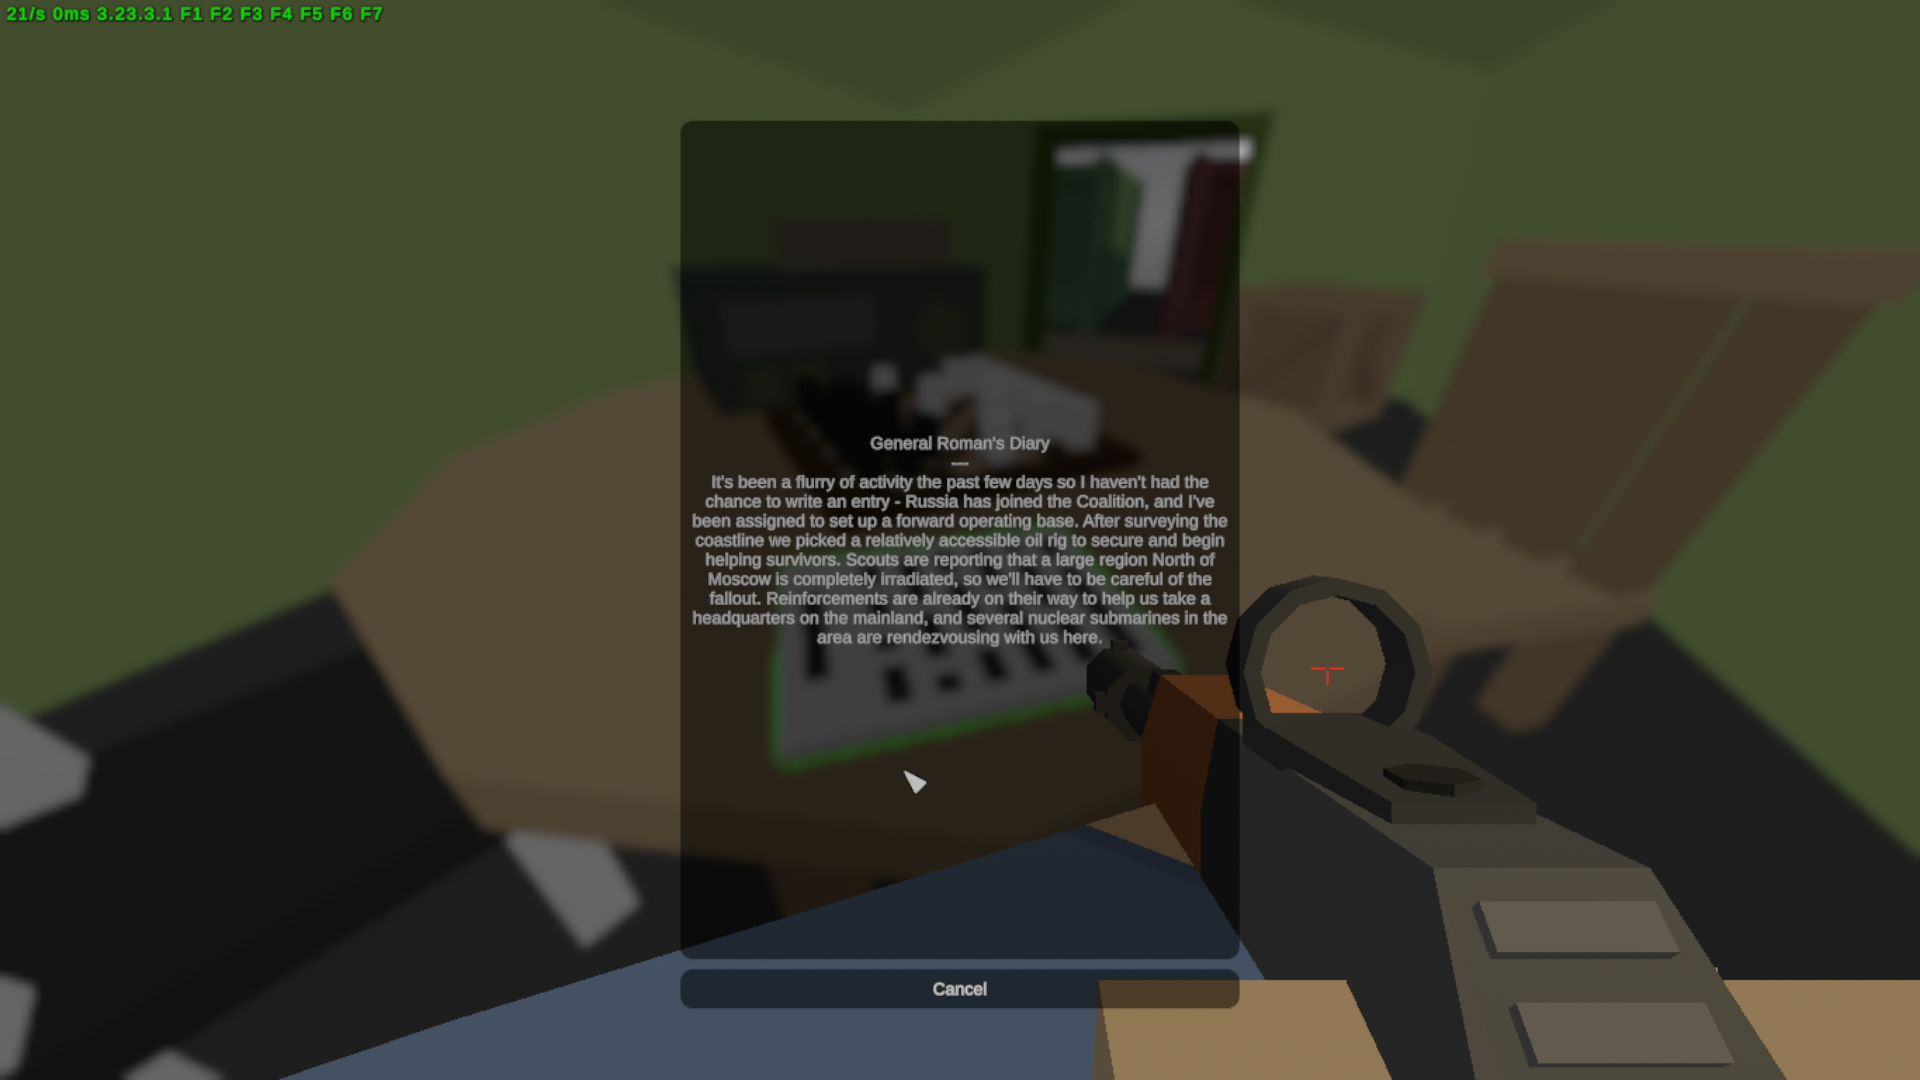 21/s 0ms 3.23.3.1 F1 F2 F3 F4 F5 F6 F7
General Roman's Diary
---
It's been a flurry of activity the past few days so I haven't had the
chance to write an entry - Russia has joined the Coalition, and I've
been assigned to set up a forward operating base. After surveying the
coastline we picked a relatively accessible oil rig to secure and begin
helping survivors. Scouts are reporting that a large region North of
Moscow is completely irradiated, so we'll have to be careful of the
fallout. Reinforcements are already on their way to help us take a
headquarters on the mainland, and several nuclear submarines in the
area are rendezvousing with us here.
Cancel